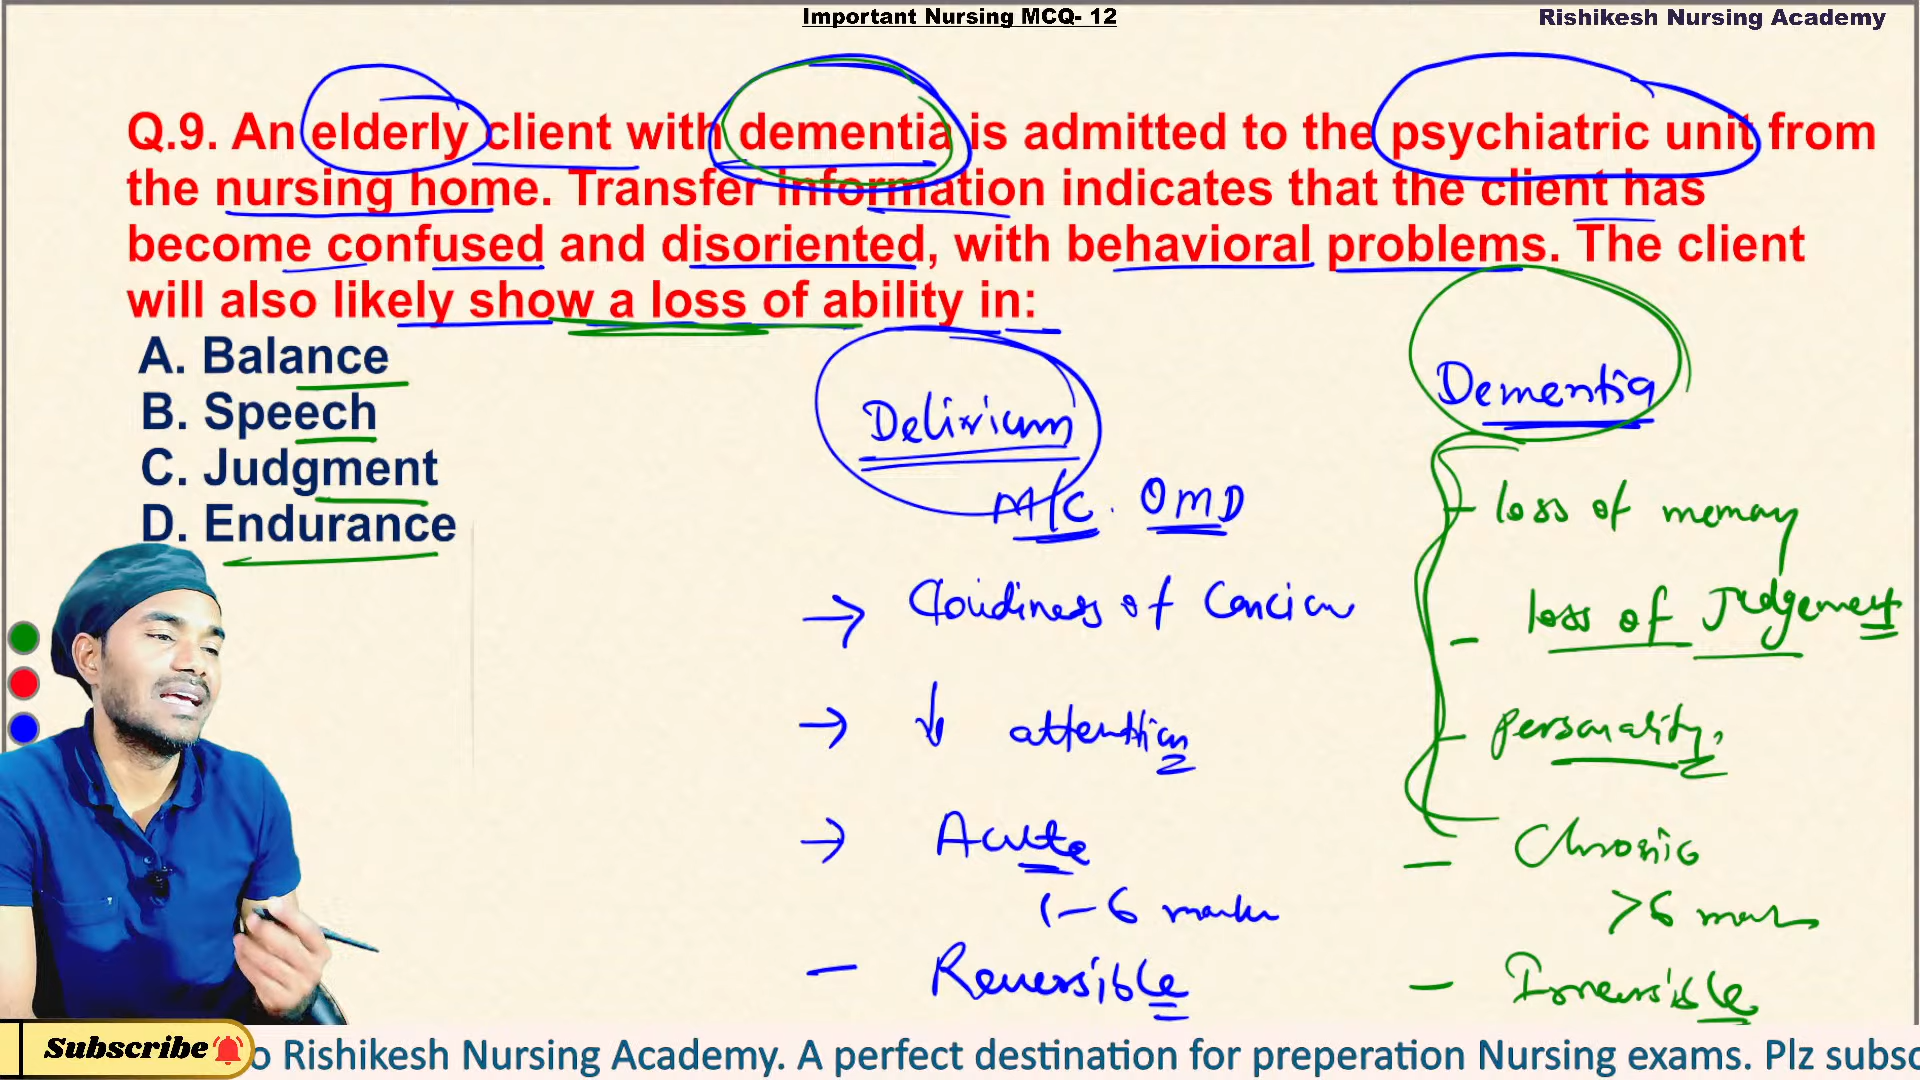 Important Nursing MCQ- 12
Rishikesh Nursing Academy
Q.9. An elderly client with dementia is admitted to the psychiatric unit from
the nursing home. Transfer information indicates that the client has
become confused and disoriented, with behavioral problems. The client
will also likely show a loss of ability in:
A. Balance
B. Speech
C. Judgment
D. Endurance
Delirium
M/C. OMD
→ Cloudiness of
→ ↓ attention
→ Acute
1-6
- Reversible
Dementia
- loss of memory
- loss of Judgement
- personality,
- Chronic
>6
- Irreversible
Subscribe
o Rishikesh Nursing Academy. A perfect destination for preperation Nursing exams. Plz subsc